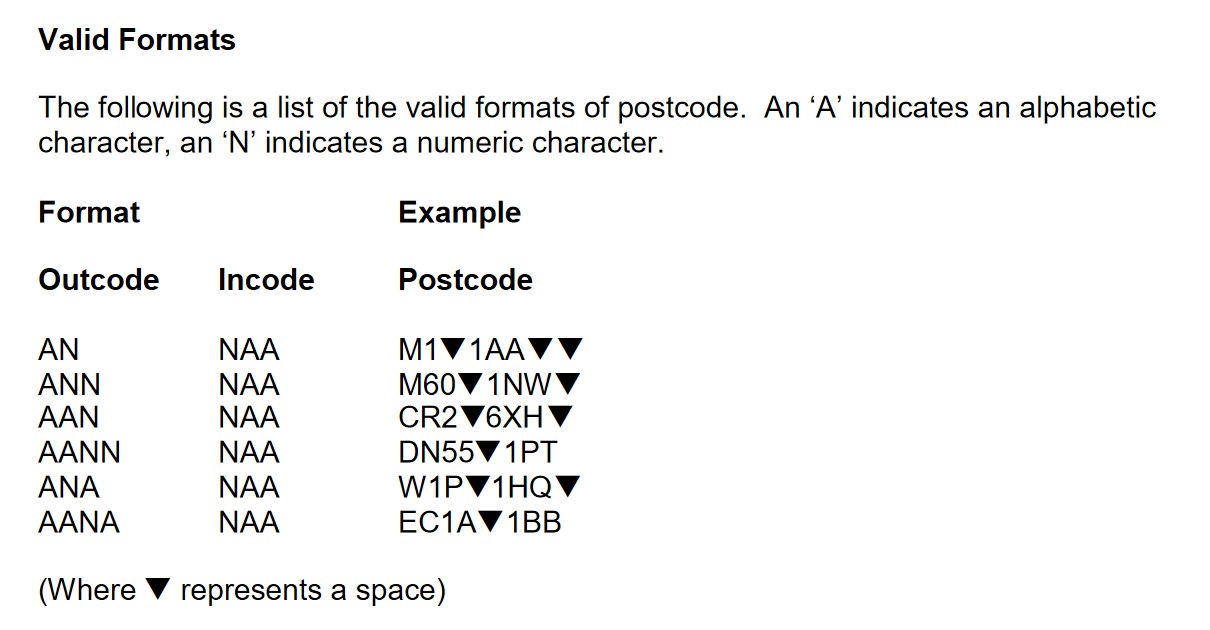 Valid Formats
The following is a list of the valid formats of postcode.  An ‘A’ indicates an alphabetic
character, an ‘N’ indicates a numeric character.
Format Example
Outcode Incode Postcode
AN NAA M1▼1AA▼▼
ANN NAA M60▼1NW▼
AAN NAA CR2▼6XH▼
AANN NAA DN55▼1PT
ANA NAA W1P▼1HQ▼
AANA NAA EC1A▼1BB
(Where ▼ represents a space)